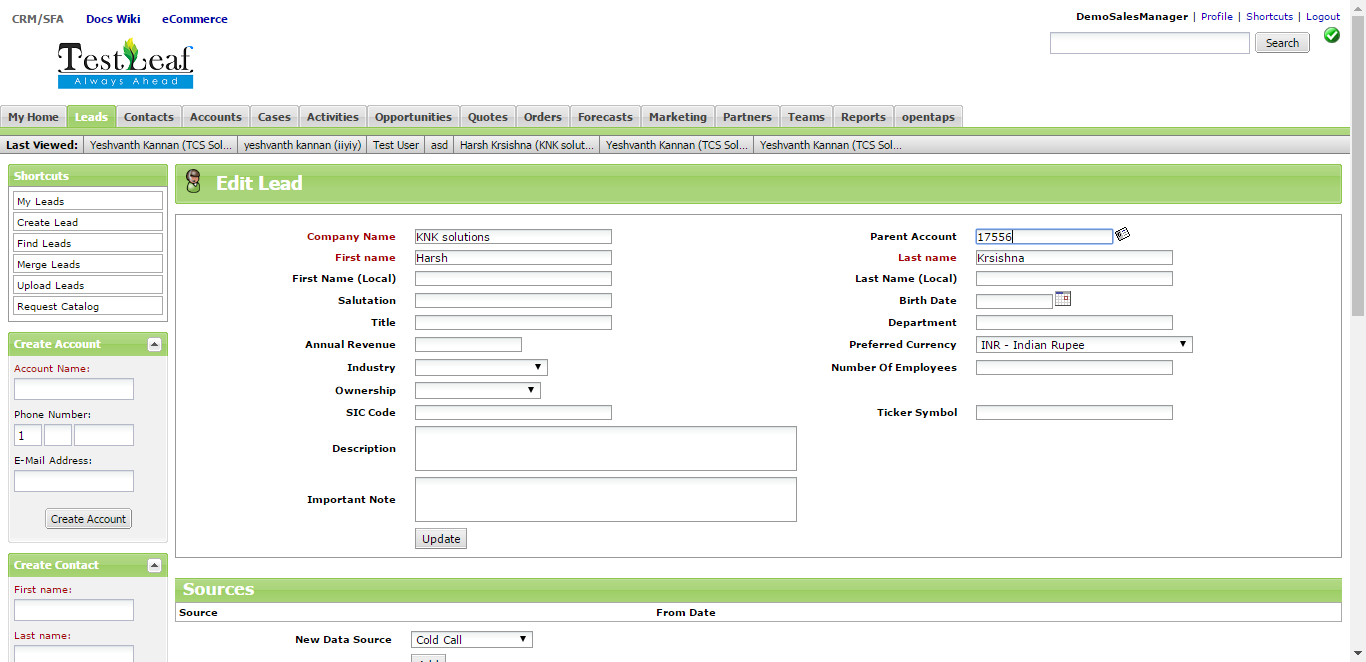 CRM/SFA Docs Wiki eCommerce
DemoSalesManager | Profile | Shortcuts | Logout
Search
TestLeaf
Always Ahead
My Home Leads Contacts Accounts Cases Activities Opportunities Quotes Orders Forecasts Marketing Partners Teams Reports opentaps
Last Viewed: Yeshvanth Kannan (TCS Sol... yeshvanth kannan (iiyiy) Test User asd Harsh Krsishna (KNK solut... Yeshvanth Kannan (TCS Sol... Yeshvanth Kannan (TCS Sol...
Shortcuts
My Leads
Create Lead
Find Leads
Merge Leads
Upload Leads
Request Catalog
Create Account
Account Name:
Phone Number:
1
E-Mail Address:
Create Account
Create Contact
First name:
Last name:
Edit Lead
Company Name KNK solutions Parent Account 17556
First name Harsh Last name Krsishna
First Name (Local) Last Name (Local)
Salutation Birth Date
Title Department
Annual Revenue Preferred Currency INR - Indian Rupee
Industry Number Of Employees
Ownership
SIC Code Ticker Symbol
Description
Important Note
Update
Sources
Source From Date
New Data Source Cold Call